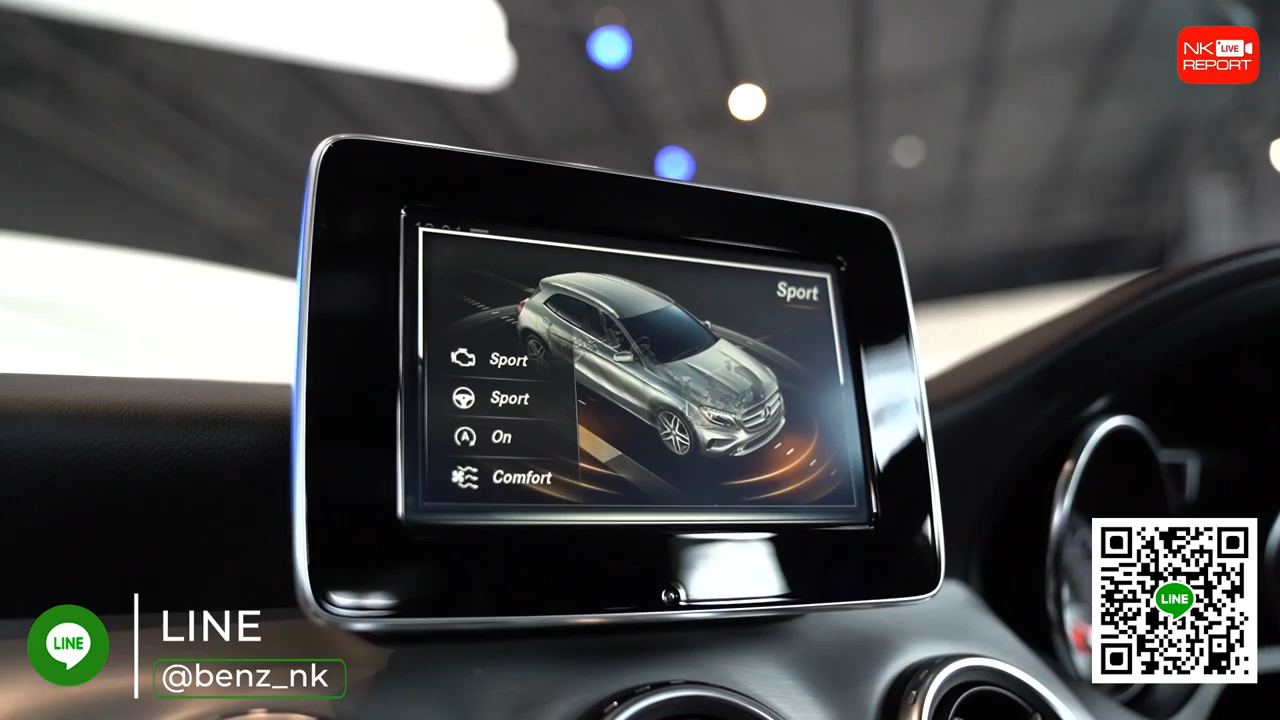 NK LIVE
REPORT
Sport
Sport
Sport
On
Comfort
LINE
LINE
@benz_nk
LINE